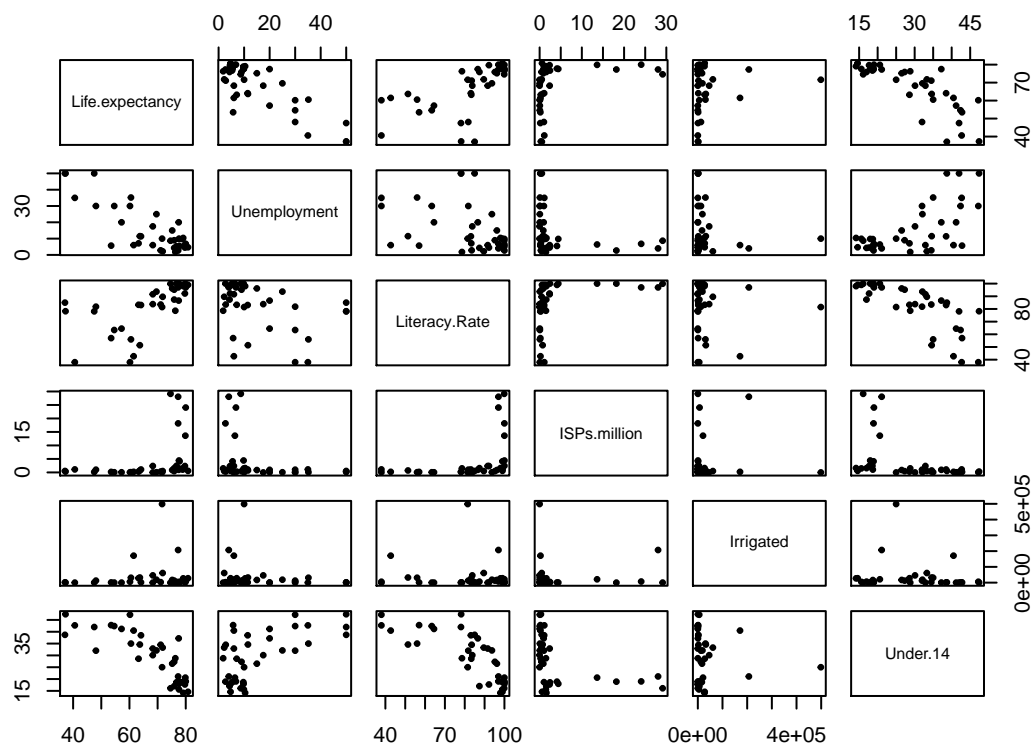 0 20 40
0 10 20 30
15 25 35 45
Life.expectancy
40 70
0 30
Unemployment
Literacy.Rate
40 80
0 15
ISPs.million
Irrigated
0e+00 5e+05
15 35
Under.14
40 60 80
40 70 100
0e+00 4e+05